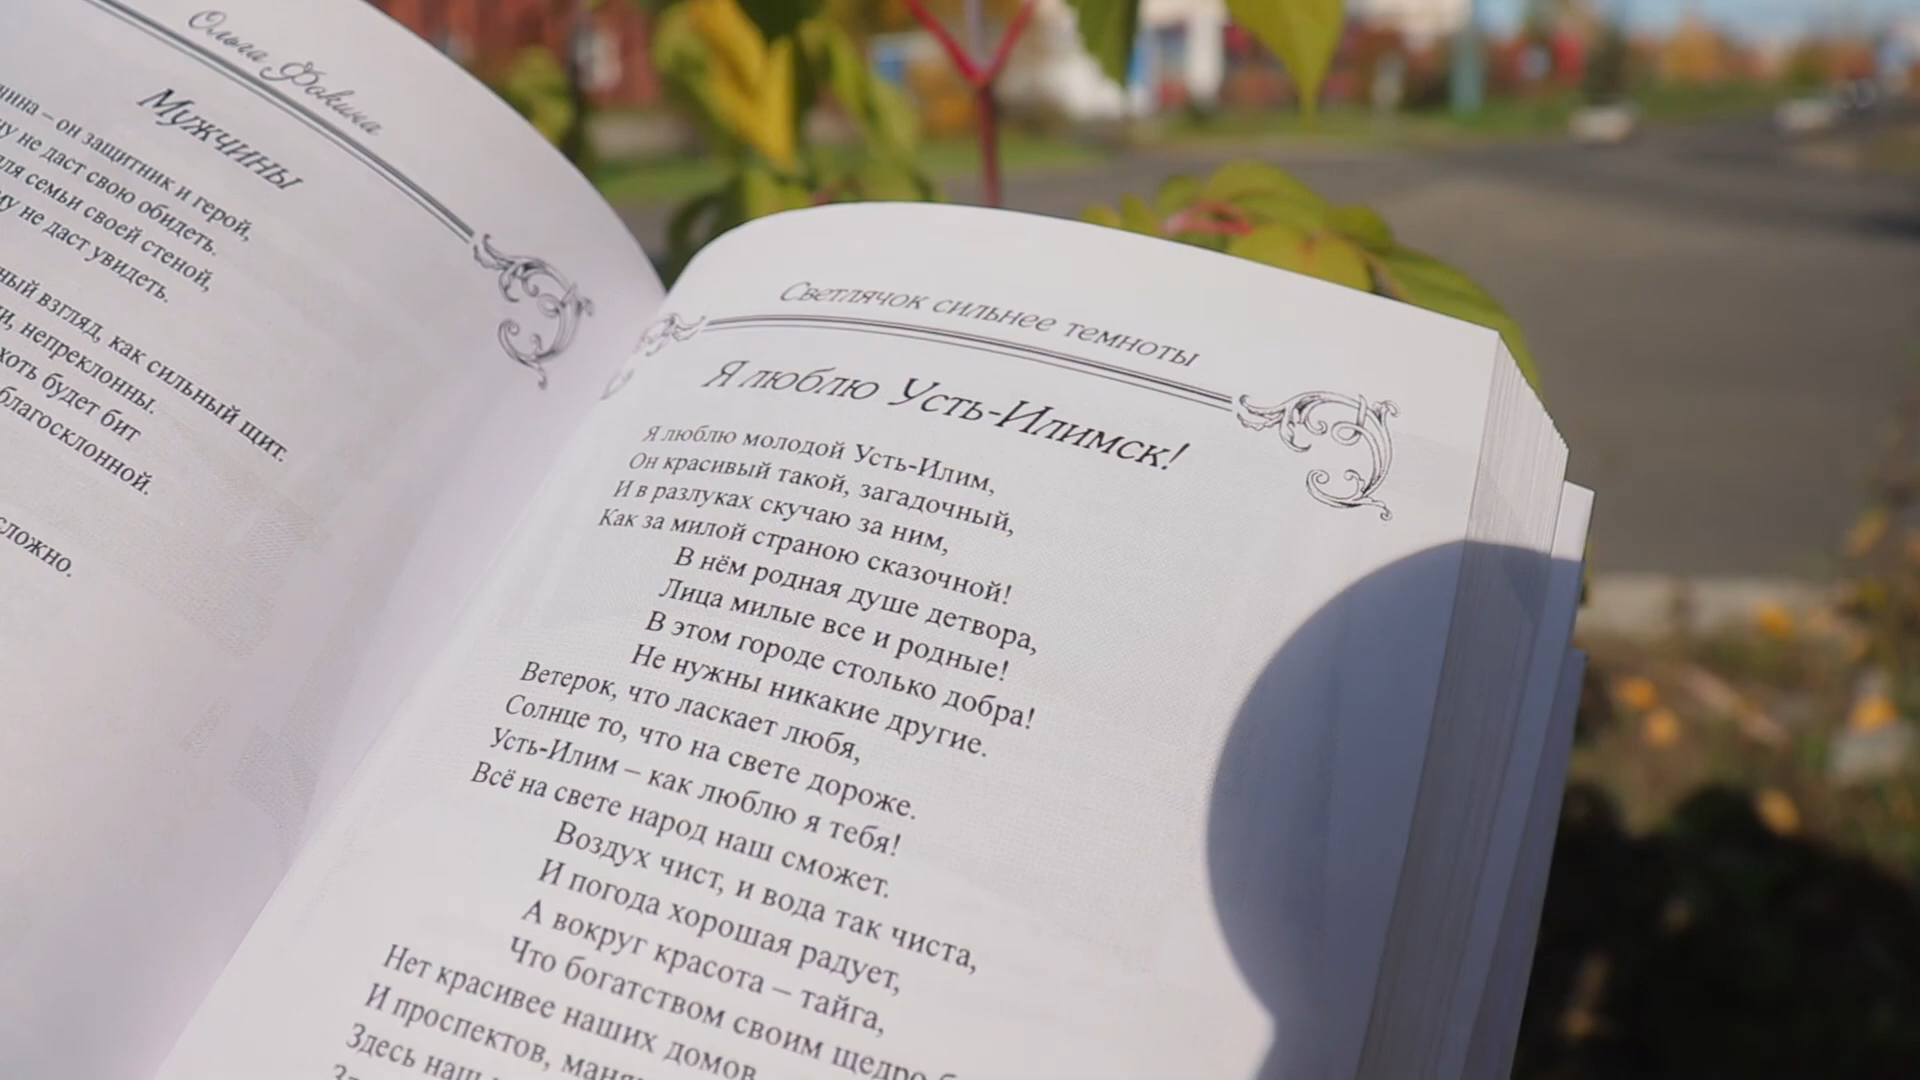 Ольга Фокина
Мужчины
– он защитник и герой,
не даст свою обидеть.
для семьи своей стеной,
не даст увидеть.
взгляд, как сильный щит.
непреклонны.
хоть будет бит
благосклонной.
сложно.
Светлячок сильнее темноты
Я люблю Усть-Илимск!
Я люблю молодой Усть-Илим,
Он красивый такой, загадочный,
И в разлуках скучаю за ним,
Как за милой страною сказочной!
В нём родная душе детвора,
Лица милые все и родные!
В этом городе столько добра!
Не нужны никакие другие.
Ветерок, что ласкает любя,
Солнце то, что на свете дороже.
Усть-Илим – как люблю я тебя!
Всё на свете народ наш сможет.
Воздух чист, и вода так чиста,
И погода хорошая радует,
А вокруг красота – тайга,
Что богатством своим щедро
Нет красивее наших домов
И проспектов,
Здесь наш